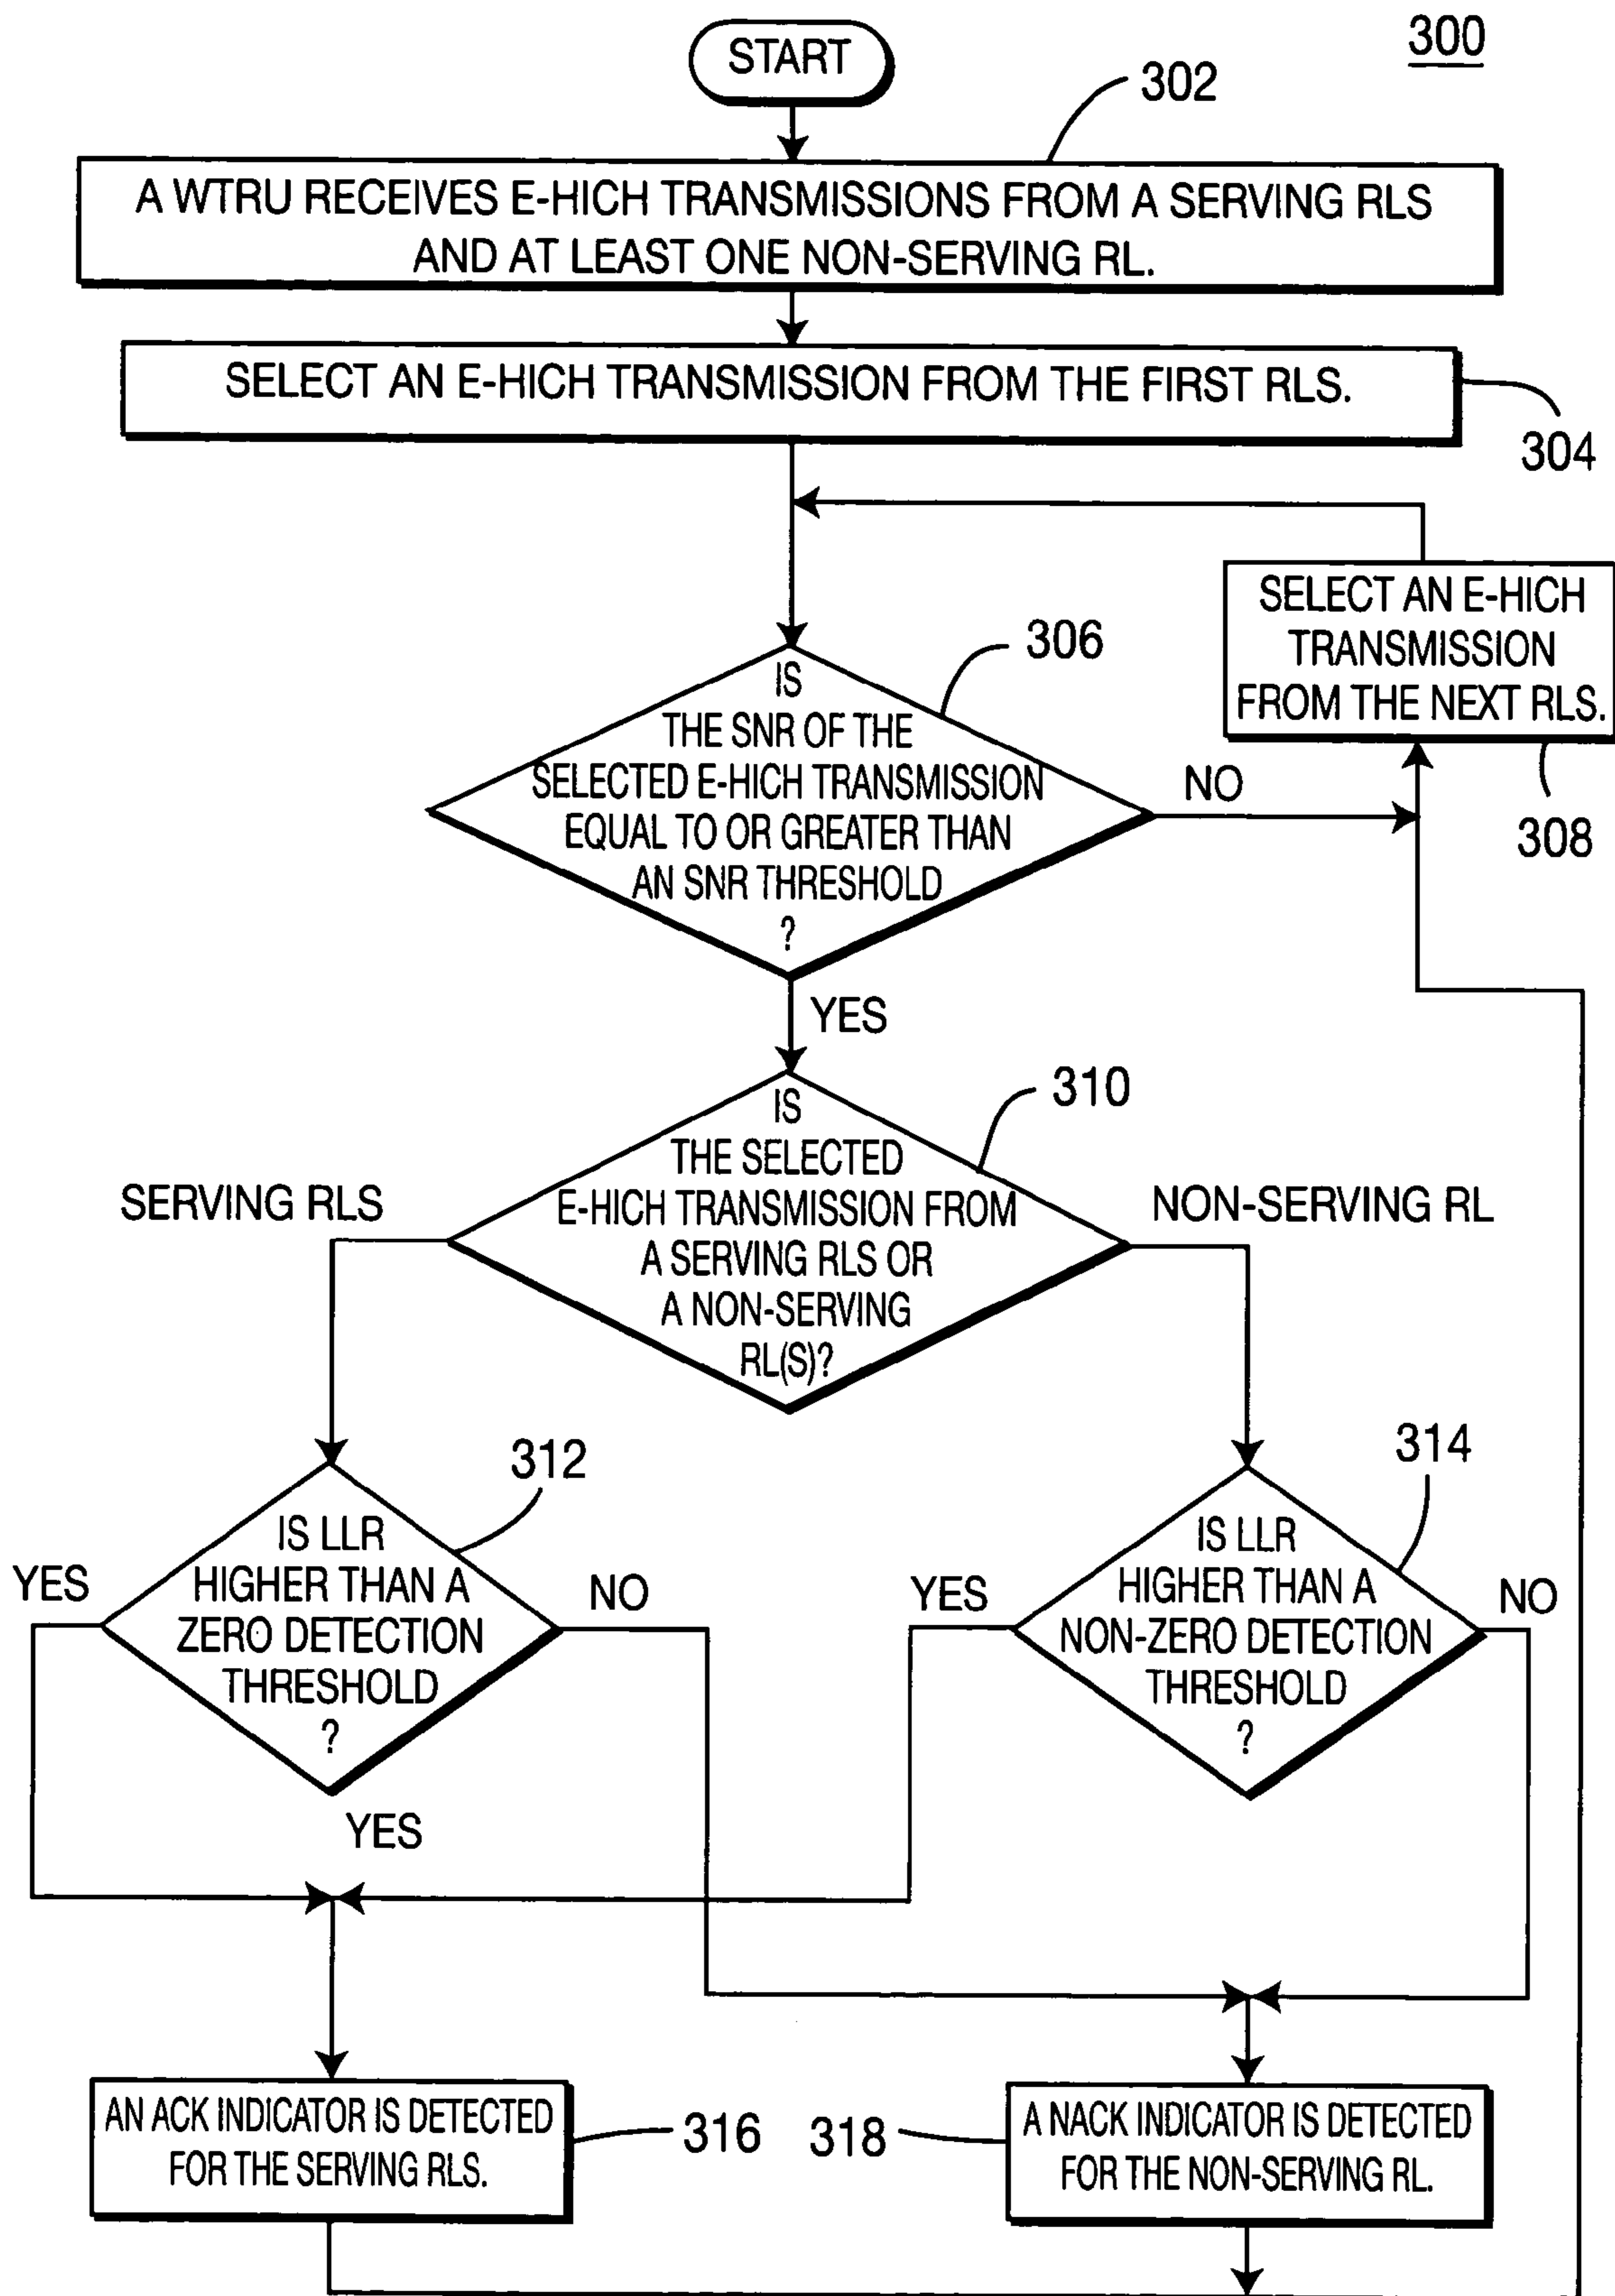 300
START
302
A WTRU RECEIVES E-HICH TRANSMISSIONS FROM A SERVING RLS
AND AT LEAST ONE NON-SERVING RL.
SELECT AN E-HICH TRANSMISSION FROM THE FIRST RLS.
304
SELECT AN E-HICH
TRANSMISSION
FROM THE NEXT RLS.
308
306
IS
THE SNR OF THE
SELECTED E-HICH TRANSMISSION
EQUAL TO OR GREATER THAN
AN SNR THRESHOLD
?
NO
YES
310
IS
THE SELECTED
E-HICH TRANSMISSION FROM
A SERVING RLS OR
A NON-SERVING
RL(S)?
SERVING RLS
NON-SERVING RL
312
IS LLR
HIGHER THAN A
ZERO DETECTION
THRESHOLD
?
YES
NO
YES
314
IS LLR
HIGHER THAN A
NON-ZERO DETECTION
THRESHOLD
?
YES
NO
AN ACK INDICATOR IS DETECTED
FOR THE SERVING RLS.
316
318
A NACK INDICATOR IS DETECTED
FOR THE NON-SERVING RL.